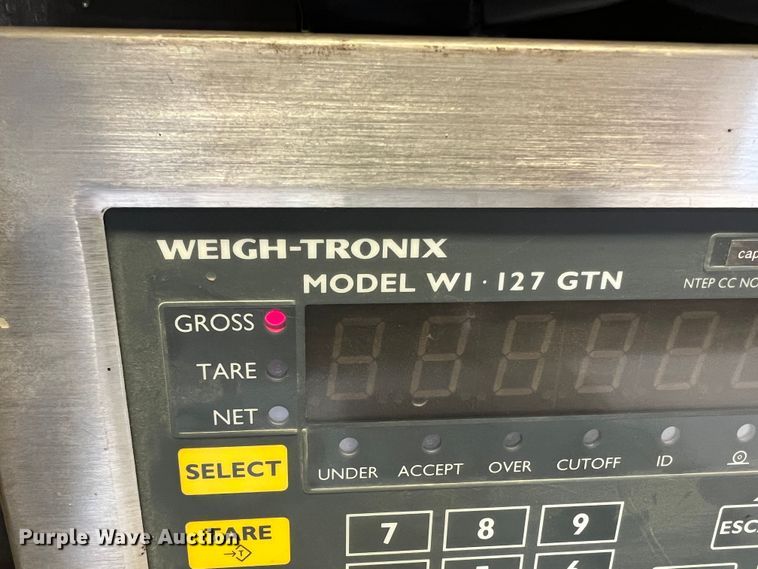 WEIGH-TRONIX
MODEL WI·127 GTN
cap
NTEP CC NO
GROSS
TARE
NET
UNDER ACCEPT OVER CUTOFF ID
SELECT
TARE
T
7 8 9
ESC
Purple Wave Auction